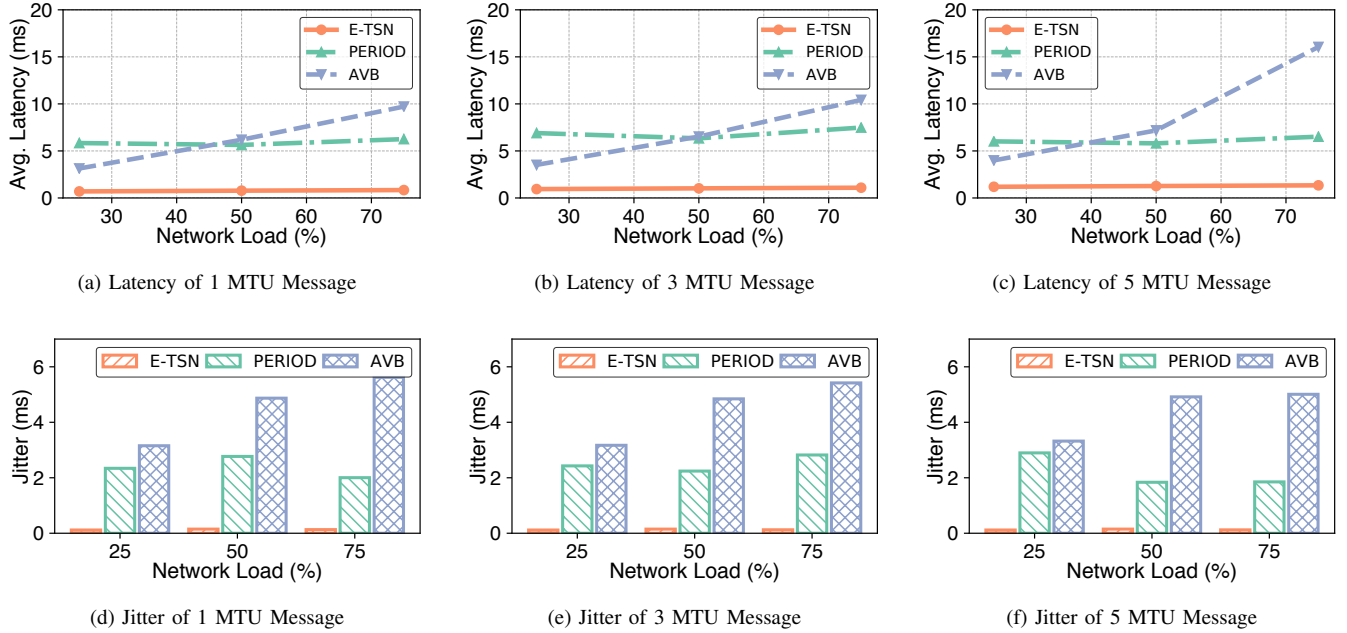 20
15
10
5
0
Avg. Latency (ms)
E-TSN
PERIOD
AVB
30 40 50 60 70
Network Load (%)
(a) Latency of 1 MTU Message
20
15
10
5
0
Avg. Latency (ms)
E-TSN
PERIOD
AVB
30 40 50 60 70
Network Load (%)
(b) Latency of 3 MTU Message
20
15
10
5
0
Avg. Latency (ms)
E-TSN
PERIOD
AVB
30 40 50 60 70
Network Load (%)
(c) Latency of 5 MTU Message
6
4
2
0
Jitter (ms)
E-TSN PERIOD AVB
25 50 75
Network Load (%)
(d) Jitter of 1 MTU Message
6
4
2
0
Jitter (ms)
E-TSN PERIOD AVB
25 50 75
Network Load (%)
(e) Jitter of 3 MTU Message
6
4
2
0
Jitter (ms)
E-TSN PERIOD AVB
25 50 75
Network Load (%)
(f) Jitter of 5 MTU Message